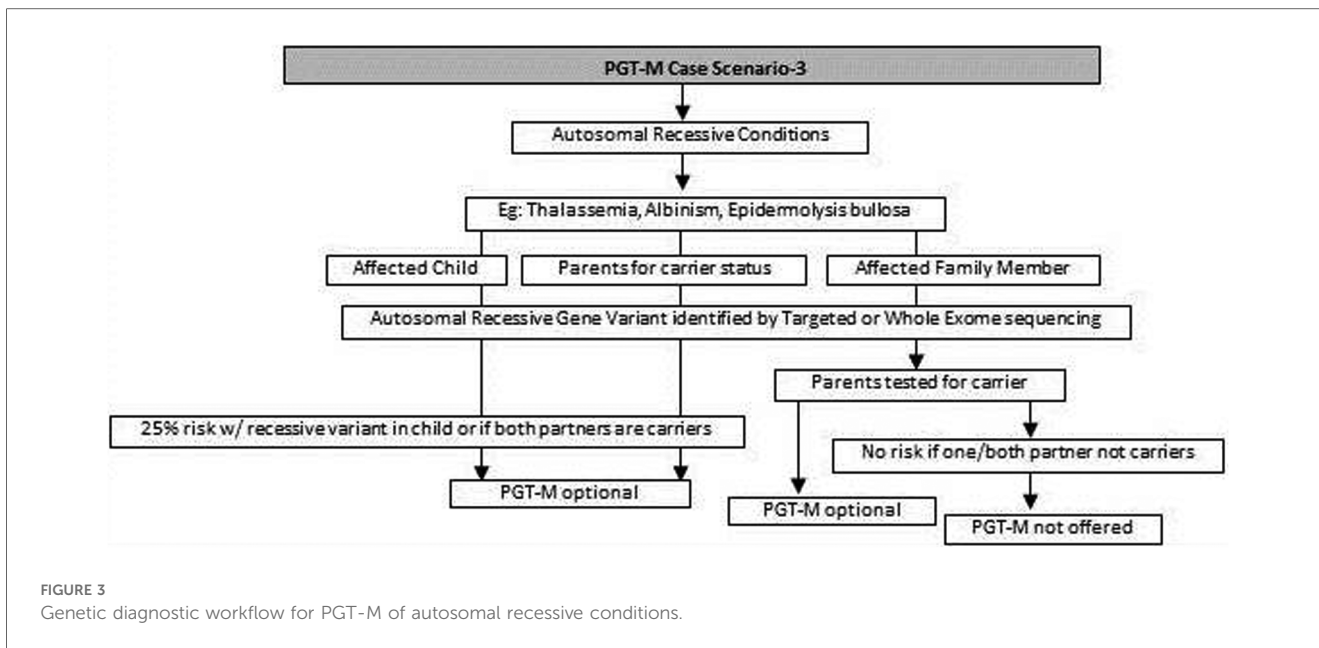 PGT-M Case Scenario-3
Autosomal Recessive Conditions
Eg: Thalassemia, Albinism, Epidermolysis bullosa
Affected Child
Parents for carrier status
Affected Family Member
Autosomal Recessive Gene Variant identified by Targeted or Whole Exome sequencing
Parents tested for carrier
25% risk w/ recessive variant in child or if both partners are carriers
No risk if one/both partner not carriers
PGT-M optional
PGT-M optional
PGT-M not offered
FIGURE 3
Genetic diagnostic workflow for PGT-M of autosomal recessive conditions.